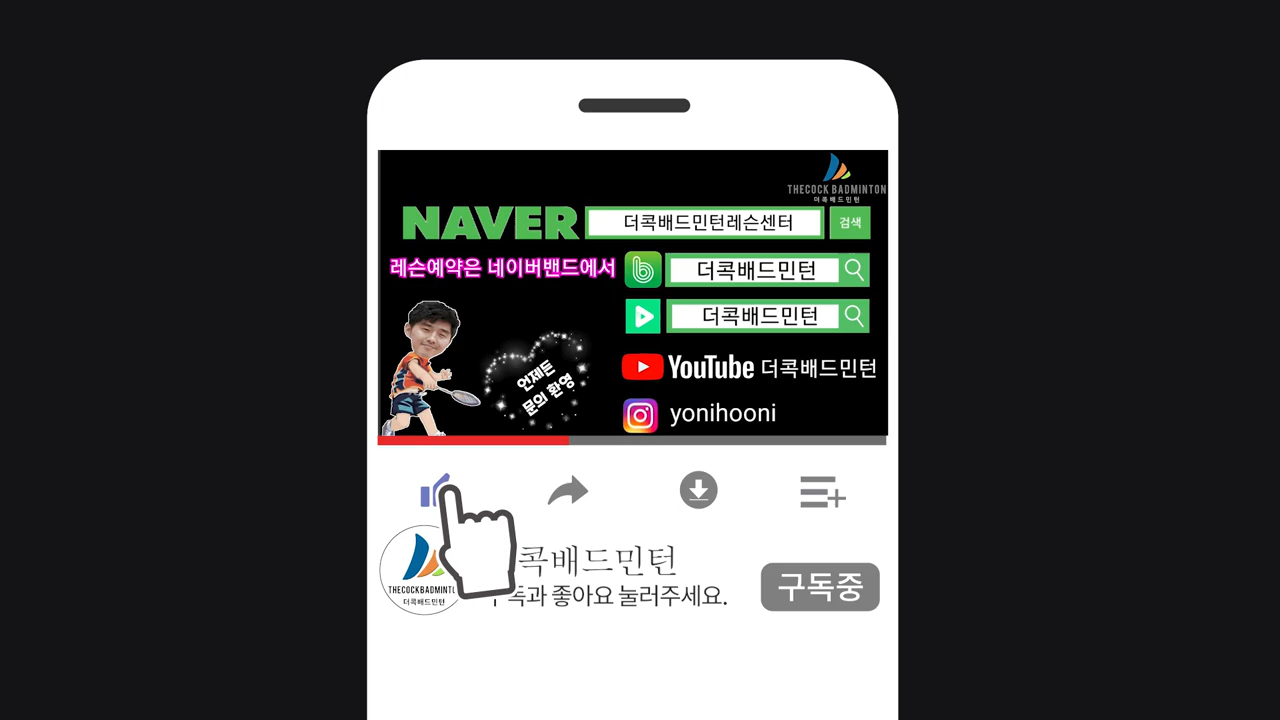 THECOCK BADMINTON
더콕배드민턴
NAVER 더콕배드민턴레슨센터 검색
레슨예약은 네이버밴드에서 더콕배드민턴
더콕배드민턴
언제든
문의 환영
YouTube 더콕배드민턴
yonihooni
콕배드민턴
독과 좋아요 눌러주세요.
구독중
THECOCKBADMINTO
더콕배드민턴